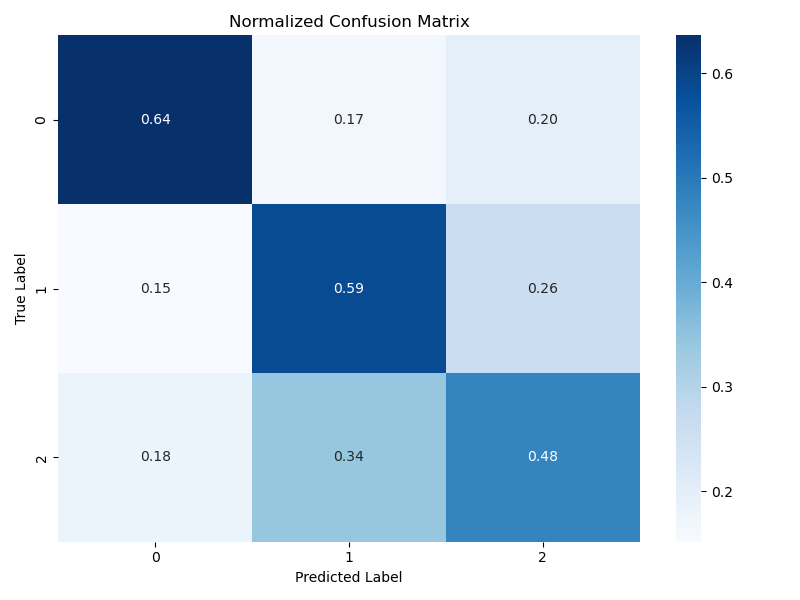 Normalized Confusion Matrix
0.64 0.17 0.20
0.15 0.59 0.26
0.18 0.34 0.48
0 1 2
Predicted Label
0
1
2
True Label
0.6
0.5
0.4
0.3
0.2